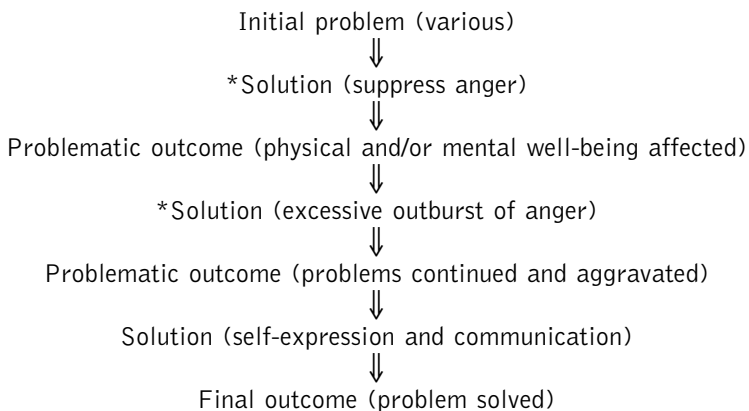 Initial problem (various)
⇓
*Solution (suppress anger)
⇓
Problematic outcome (physical and/or mental well-being affected)
⇓
*Solution (excessive outburst of anger)
⇓
Problematic outcome (problems continued and aggravated)
⇓
Solution (self-expression and communication)
⇓
Final outcome (problem solved)